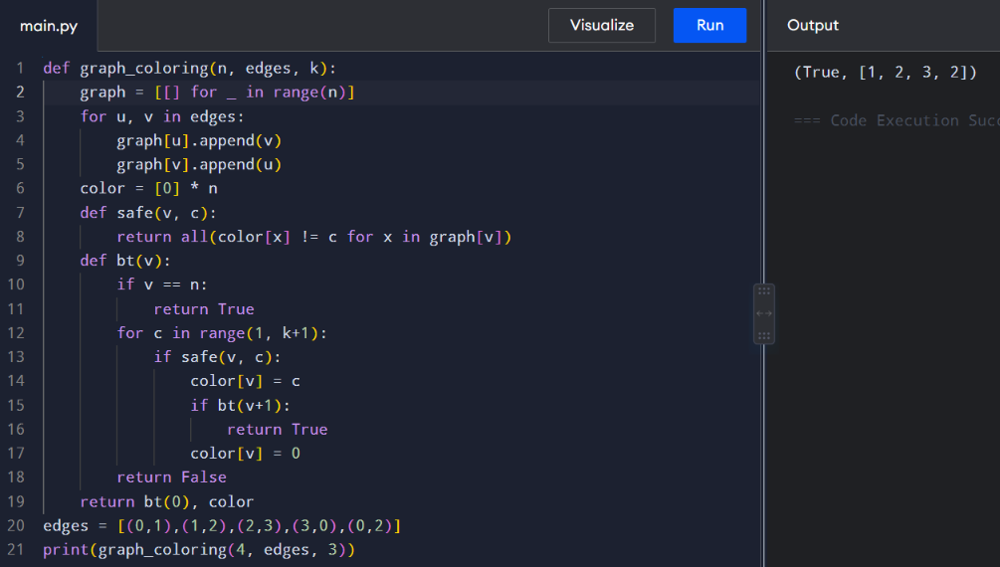 main.py
Visualize
Run
Output
1 def graph_coloring(n, edges, k):
2     graph = [[] for _ in range(n)]
3     for u, v in edges:
4         graph[u].append(v)
5         graph[v].append(u)
6     color = [0] * n
7     def safe(v, c):
8         return all(color[x] != c for x in graph[v])
9     def bt(v):
10         if v == n:
11             return True
12         for c in range(1, k+1):
13             if safe(v, c):
14                 color[v] = c
15                 if bt(v+1):
16                     return True
17                 color[v] = 0
18         return False
19     return bt(0), color
20 edges = [(0,1),(1,2),(2,3),(3,0),(0,2)]
21 print(graph_coloring(4, edges, 3))
(True, [1, 2, 3, 2])
=== Code Execution Succ